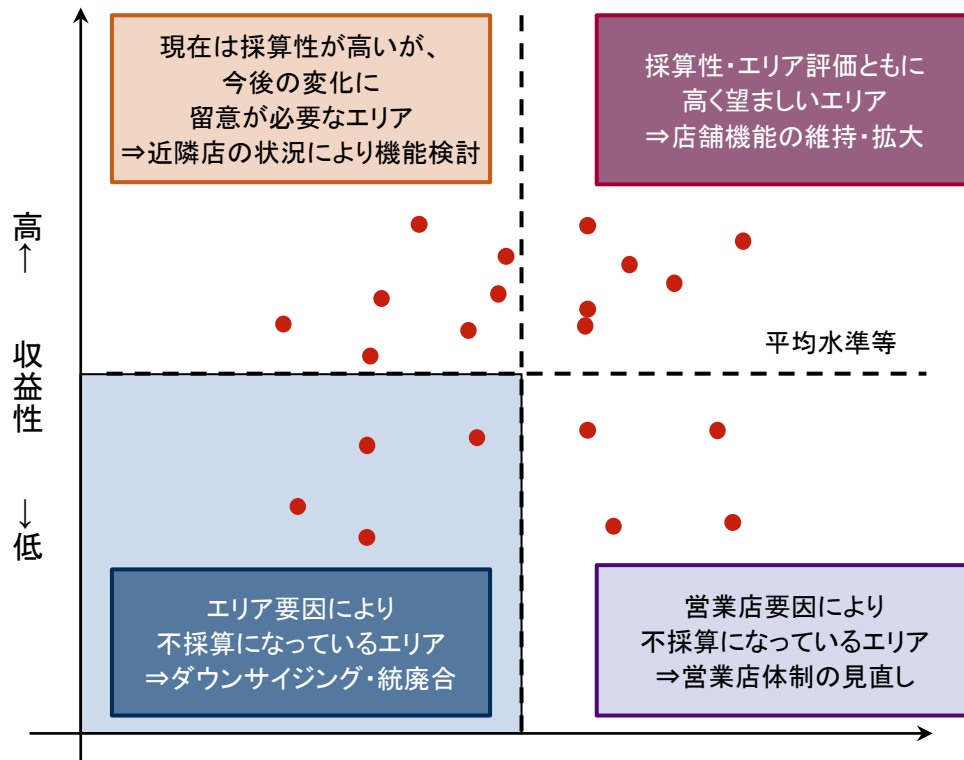 現在は採算性が高いが、
今後の変化に
留意が必要なエリア
⇒近隣店の状況により機能検討
採算性・エリア評価ともに
高く望ましいエリア
⇒店舗機能の維持・拡大
高↑
収益性
↓低
平均水準等
エリア要因により
不採算になっているエリア
⇒ダウンサイジング・統廃合
営業店要因により
不採算になっているエリア
⇒営業店体制の見直し